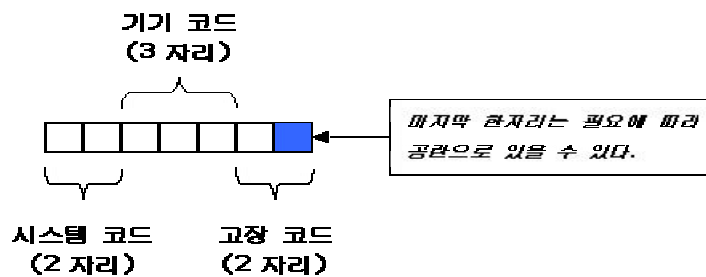 기기 코드
(3 자리)
마지막 한자리는 필요에 따라
공란으로 있을 수 있다.
시스템 코드
(2 자리)
고장 코드
(2 자리)